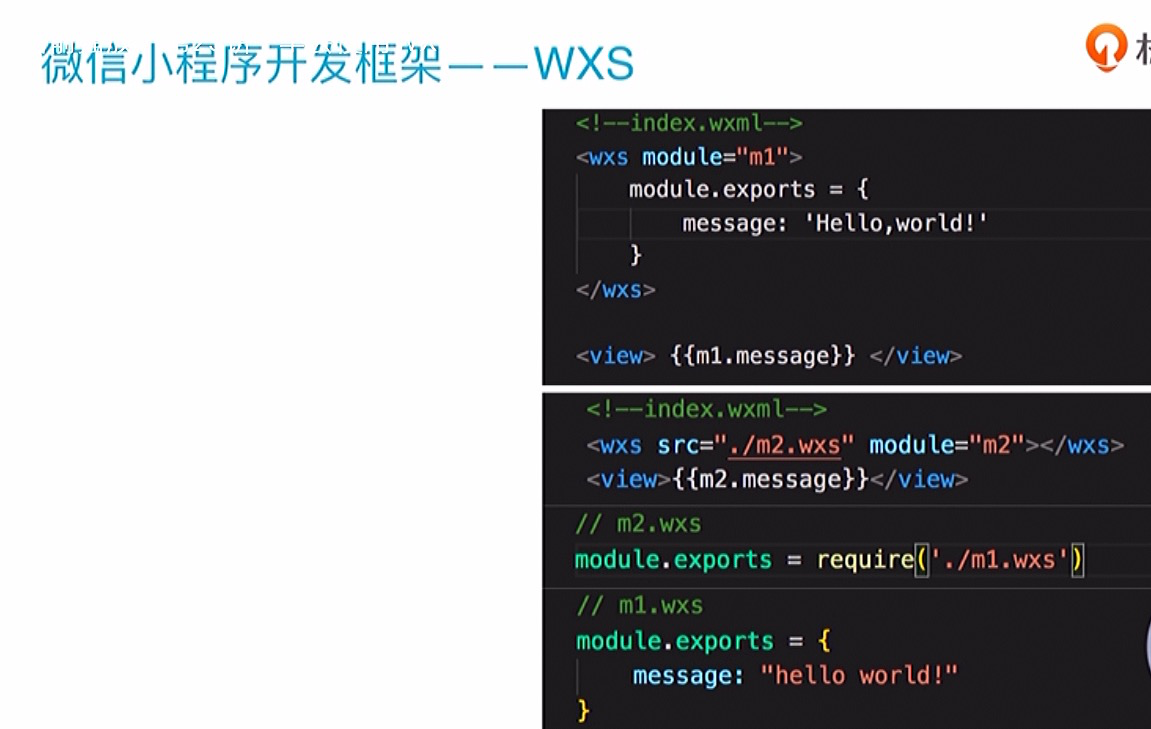 微信小程序开发框架——WXS
<!--index.wxml-->
<wxs module="m1">
module.exports = {
message: 'Hello,world!'
}
</wxs>
<view> {{m1.message}} </view>
<!--index.wxml-->
<wxs src="./m2.wxs" module="m2"></wxs>
<view>{{m2.message}}</view>
// m2.wxs
module.exports = require('./m1.wxs')
// m1.wxs
module.exports = {
message: "hello world!"
}